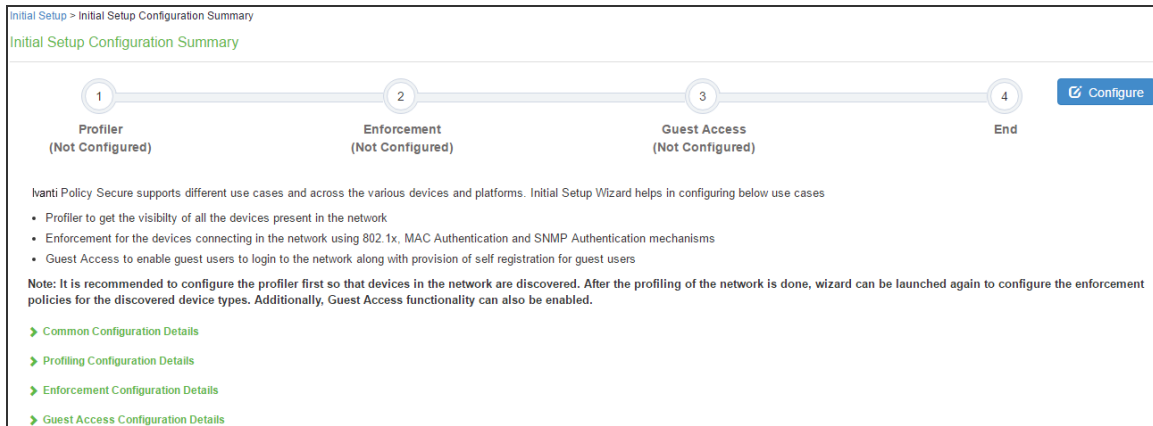 Initial Setup > Initial Setup Configuration Summary
Initial Setup Configuration Summary
1
2
3
4
Configure
Profiler
(Not Configured)
Enforcement
(Not Configured)
Guest Access
(Not Configured)
End
Ivanti Policy Secure supports different use cases and across the various devices and platforms. Initial Setup Wizard helps in configuring below use cases
• Profiler to get the visibilty of all the devices present in the network
• Enforcement for the devices connecting in the network using 802.1x, MAC Authentication and SNMP Authentication mechanisms
• Guest Access to enable guest users to login to the network along with provision of self registration for guest users
Note: It is recommended to configure the profiler first so that devices in the network are discovered. After the profiling of the network is done, wizard can be launched again to configure the enforcement
policies for the discovered device types. Additionally, Guest Access functionality can also be enabled.
Common Configuration Details
Profiling Configuration Details
Enforcement Configuration Details
Guest Access Configuration Details